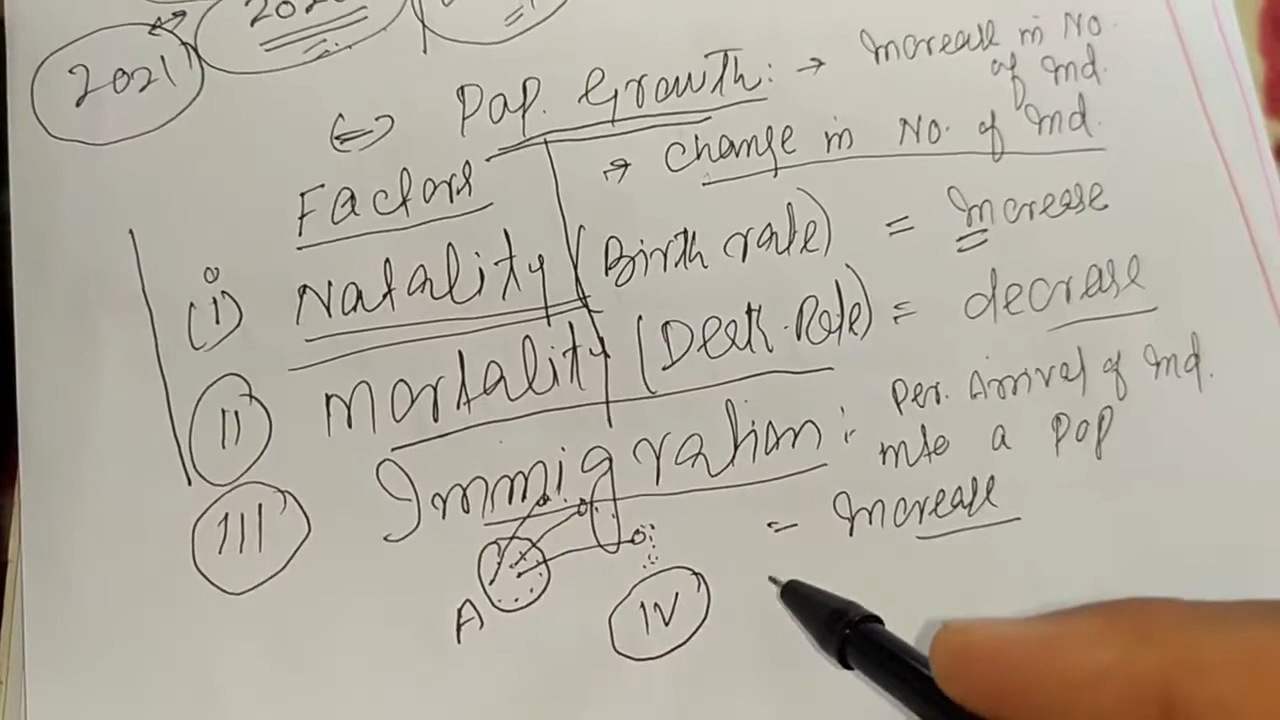 2021
Pop. Growth: → Increase in No.
of Ind.
→ Change in No. of Ind.
Factors
(i) Natality (Birth rate) = Increase
II Mortality (Death Rate) = decrease
III Immigration: Per. Arrival of Ind.
into a Pop
= Increase
A
IV